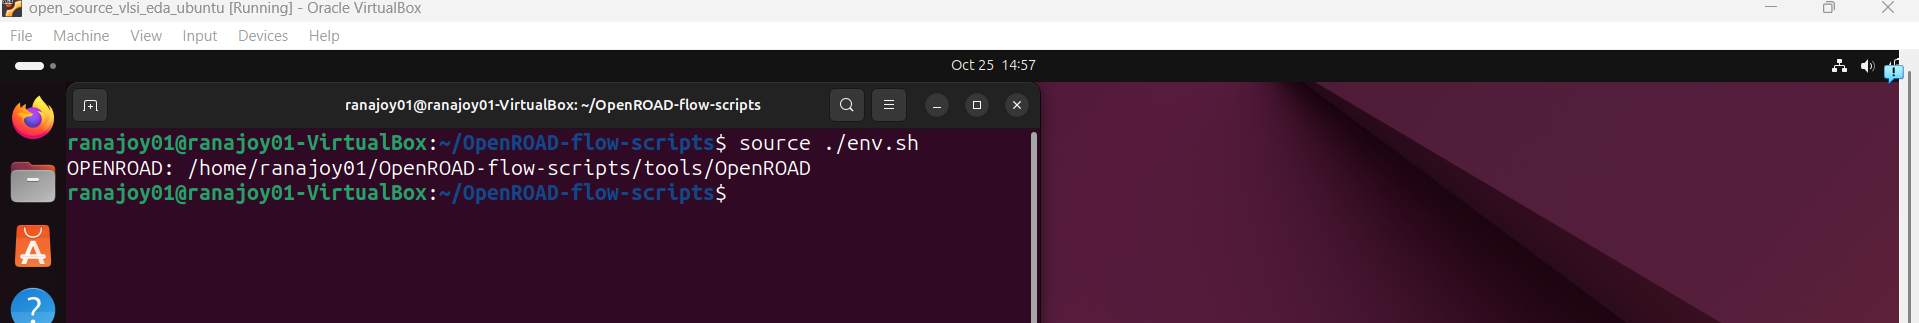 open_source_vlsi_eda_ubuntu [Running] - Oracle VirtualBox
File Machine View Input Devices Help
Oct 25 14:57
ranajoy01@ranajoy01-VirtualBox: ~/OpenROAD-flow-scripts
ranajoy01@ranajoy01-VirtualBox:~/OpenROAD-flow-scripts$ source ./env.sh
OPENROAD: /home/ranajoy01/OpenROAD-flow-scripts/tools/OpenROAD
ranajoy01@ranajoy01-VirtualBox:~/OpenROAD-flow-scripts$